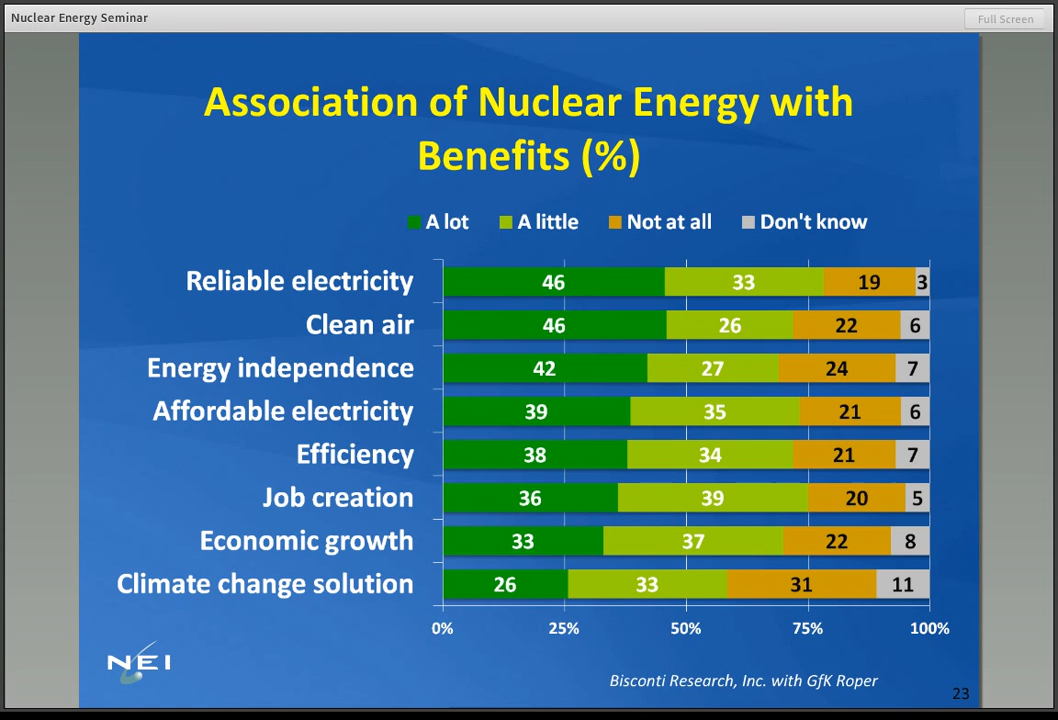 Nuclear Energy Seminar
Full Screen
Association of Nuclear Energy with
Benefits (%)
A lot A little Not at all Don't know
Reliable electricity 46 33 19 3
Clean air 46 26 22 6
Energy independence 42 27 24 7
Affordable electricity 39 35 21 6
Efficiency 38 34 21 7
Job creation 36 39 20 5
Economic growth 33 37 22 8
Climate change solution 26 33 31 11
0% 25% 50% 75% 100%
NEI
Bisconti Research, Inc. with GfK Roper
23